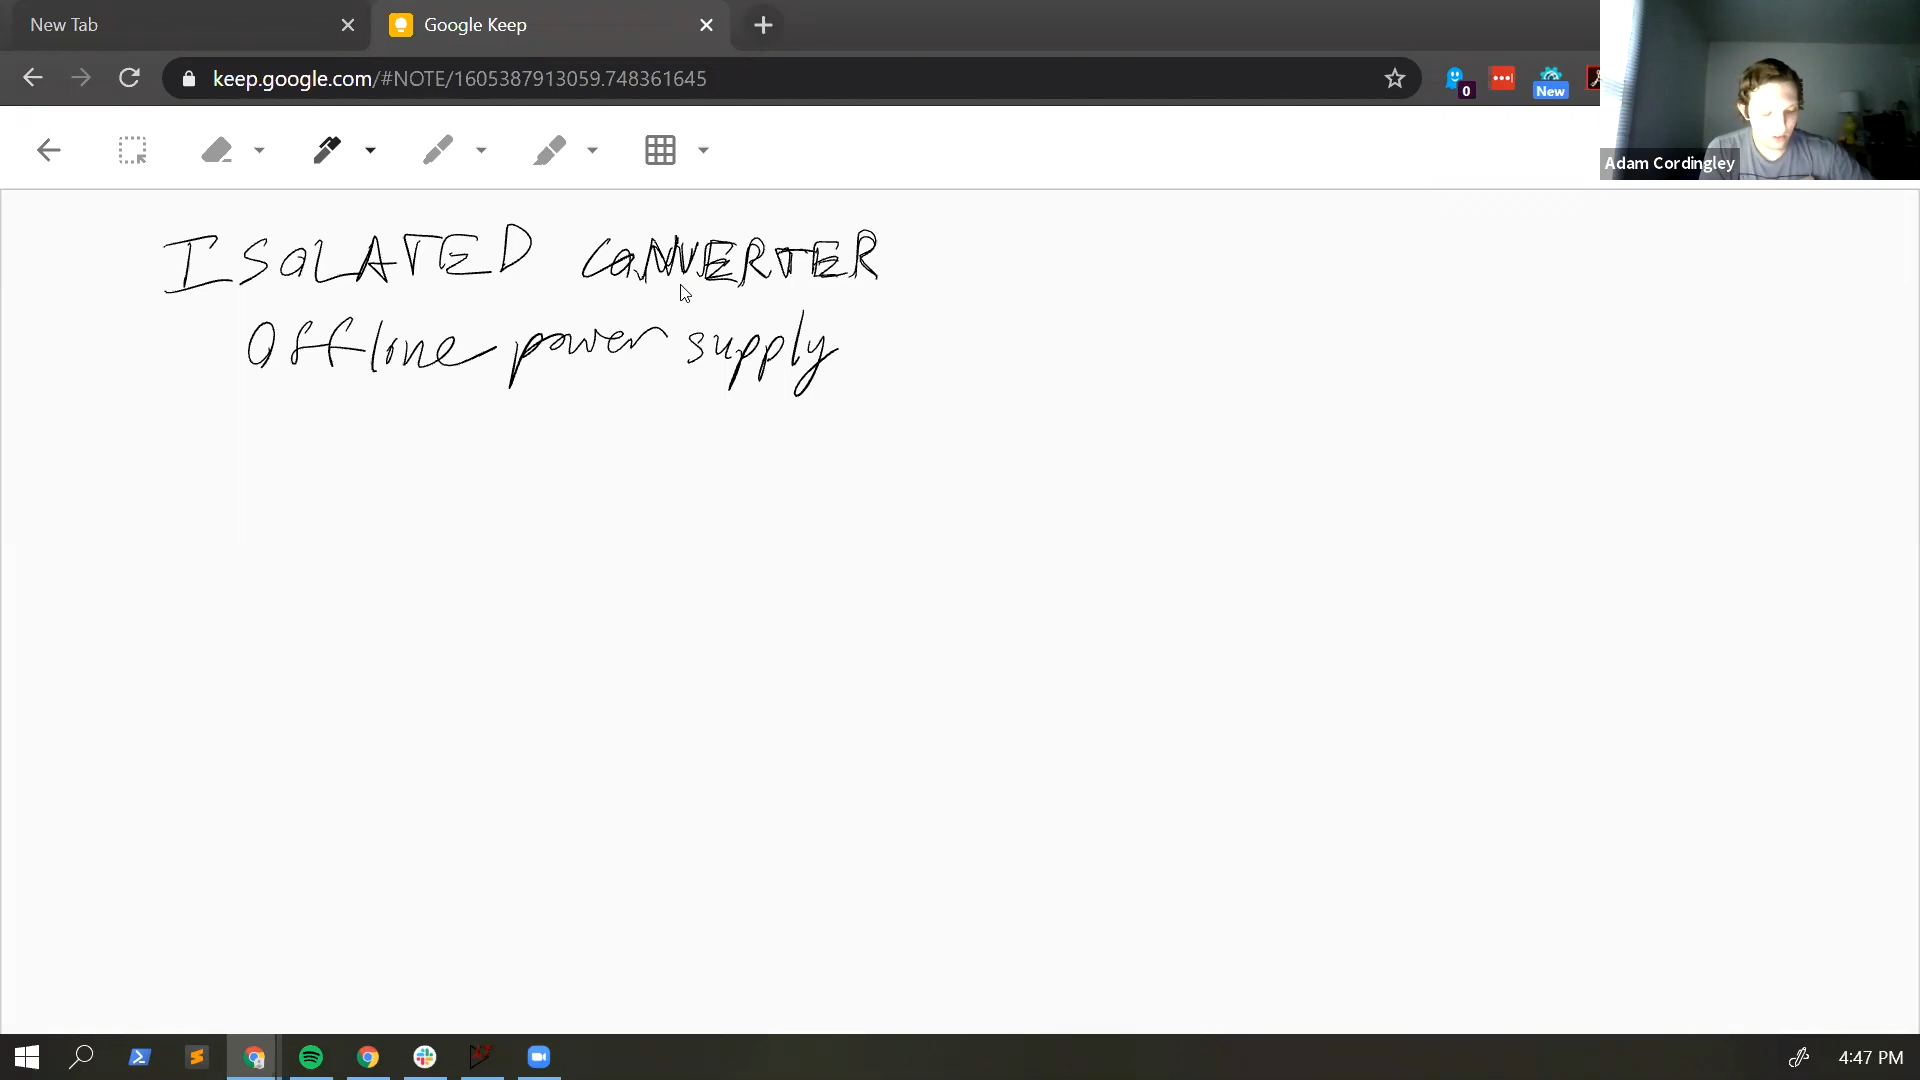 New Tab
Google Keep
keep.google.com/#NOTE/1605387913059.748361645
0
New
Adam Cordingley
ISOLATED CONVERTER
Offline power supply
4:47 PM